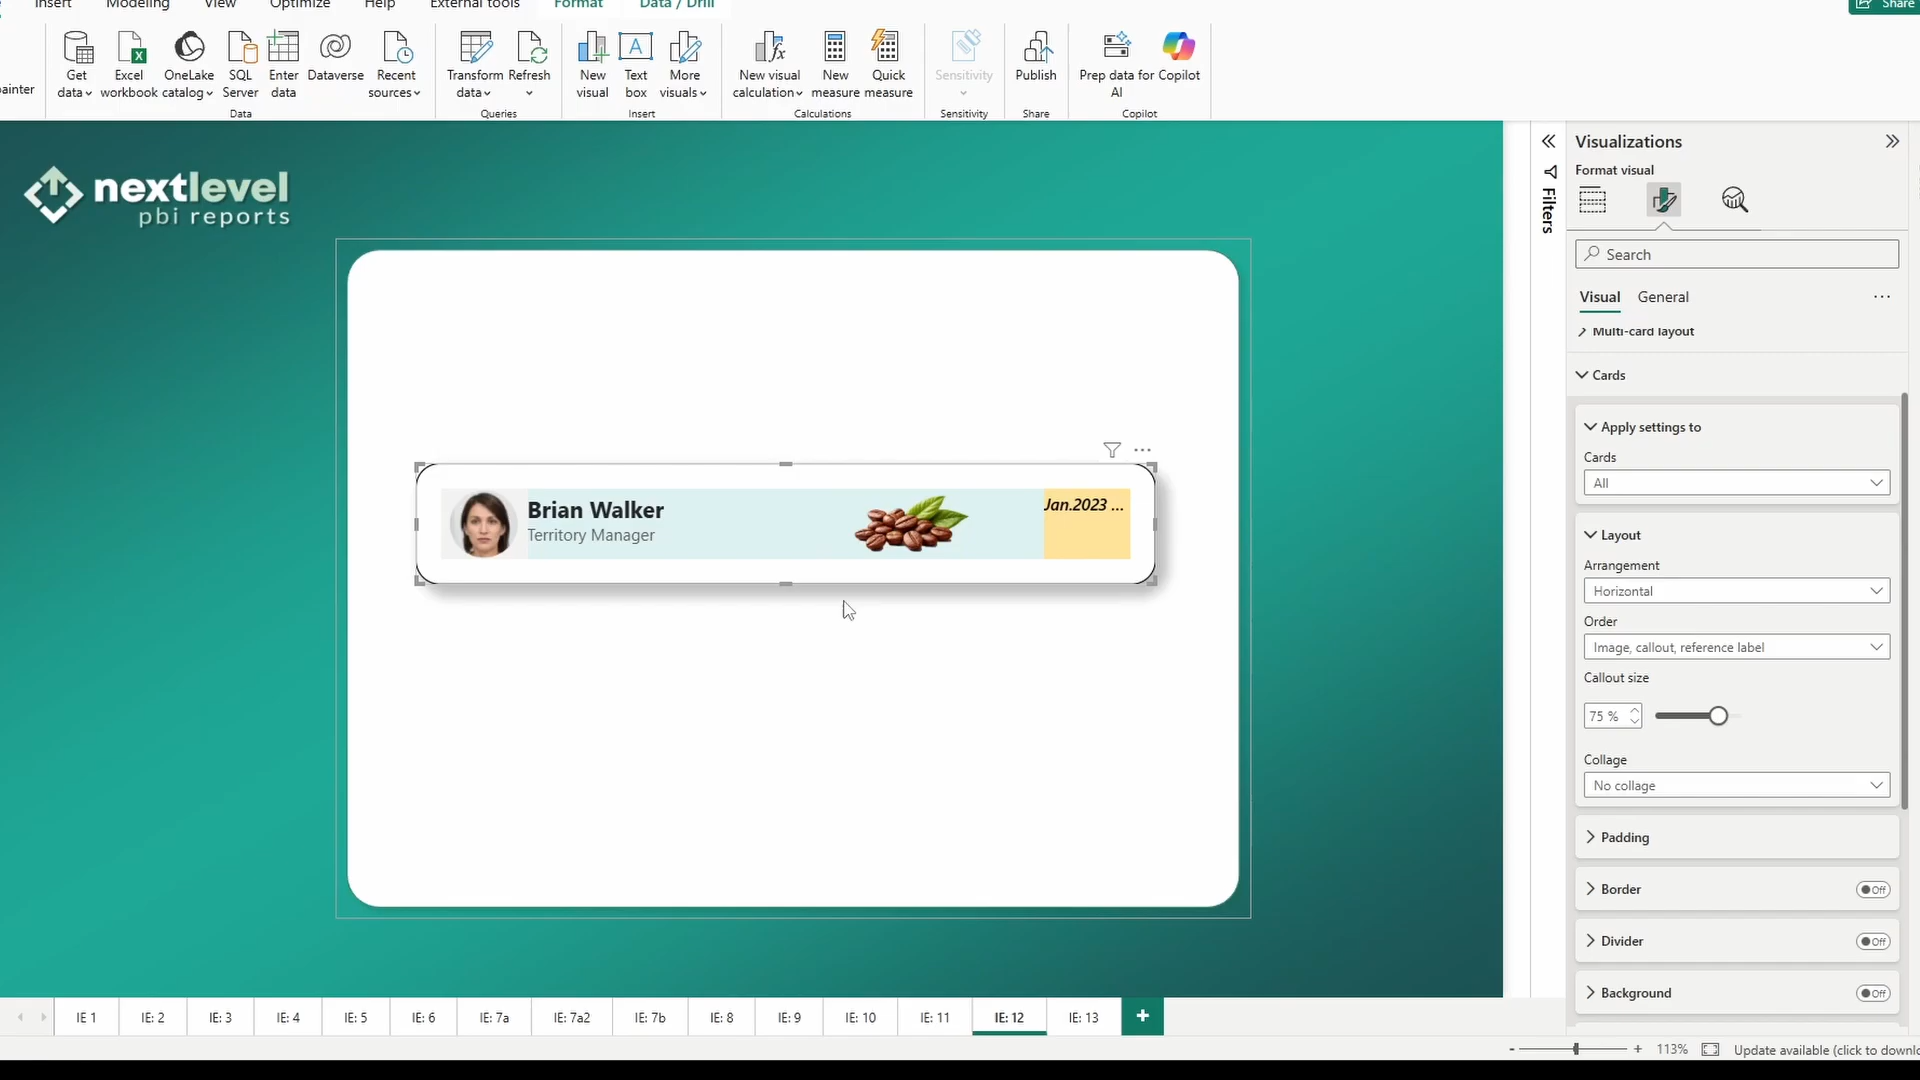 Insert Modeling View Optimize Help External tools Format Data / Drill Share
ainter
Get data
Excel workbook
OneLake catalog
SQL Server
Enter data
Dataverse
Recent sources
Transform data
Refresh
New visual
Text box
More visuals
New visual calculation
New measure
Quick measure
Sensitivity
Publish
Prep data for AI
Copilot
Data Queries Insert Calculations Sensitivity Share Copilot
nextlevel
pbi reports
Brian Walker
Territory Manager
Jan.2023 ...
Filters
Visualizations
Format visual
Search
Visual General
Multi-card layout
Cards
Apply settings to
Cards
All
Layout
Arrangement
Horizontal
Order
Image, callout, reference label
Callout size
75 %
Collage
No collage
Padding
Border Off
Divider Off
Background Off
IE 1 IE: 2 IE: 3 IE: 4 IE: 5 IE: 6 IE: 7a IE: 7a2 IE: 7b IE: 8 IE: 9 IE: 10 IE: 11 IE: 12 IE: 13 +
- + 113% Update available (click to downlo